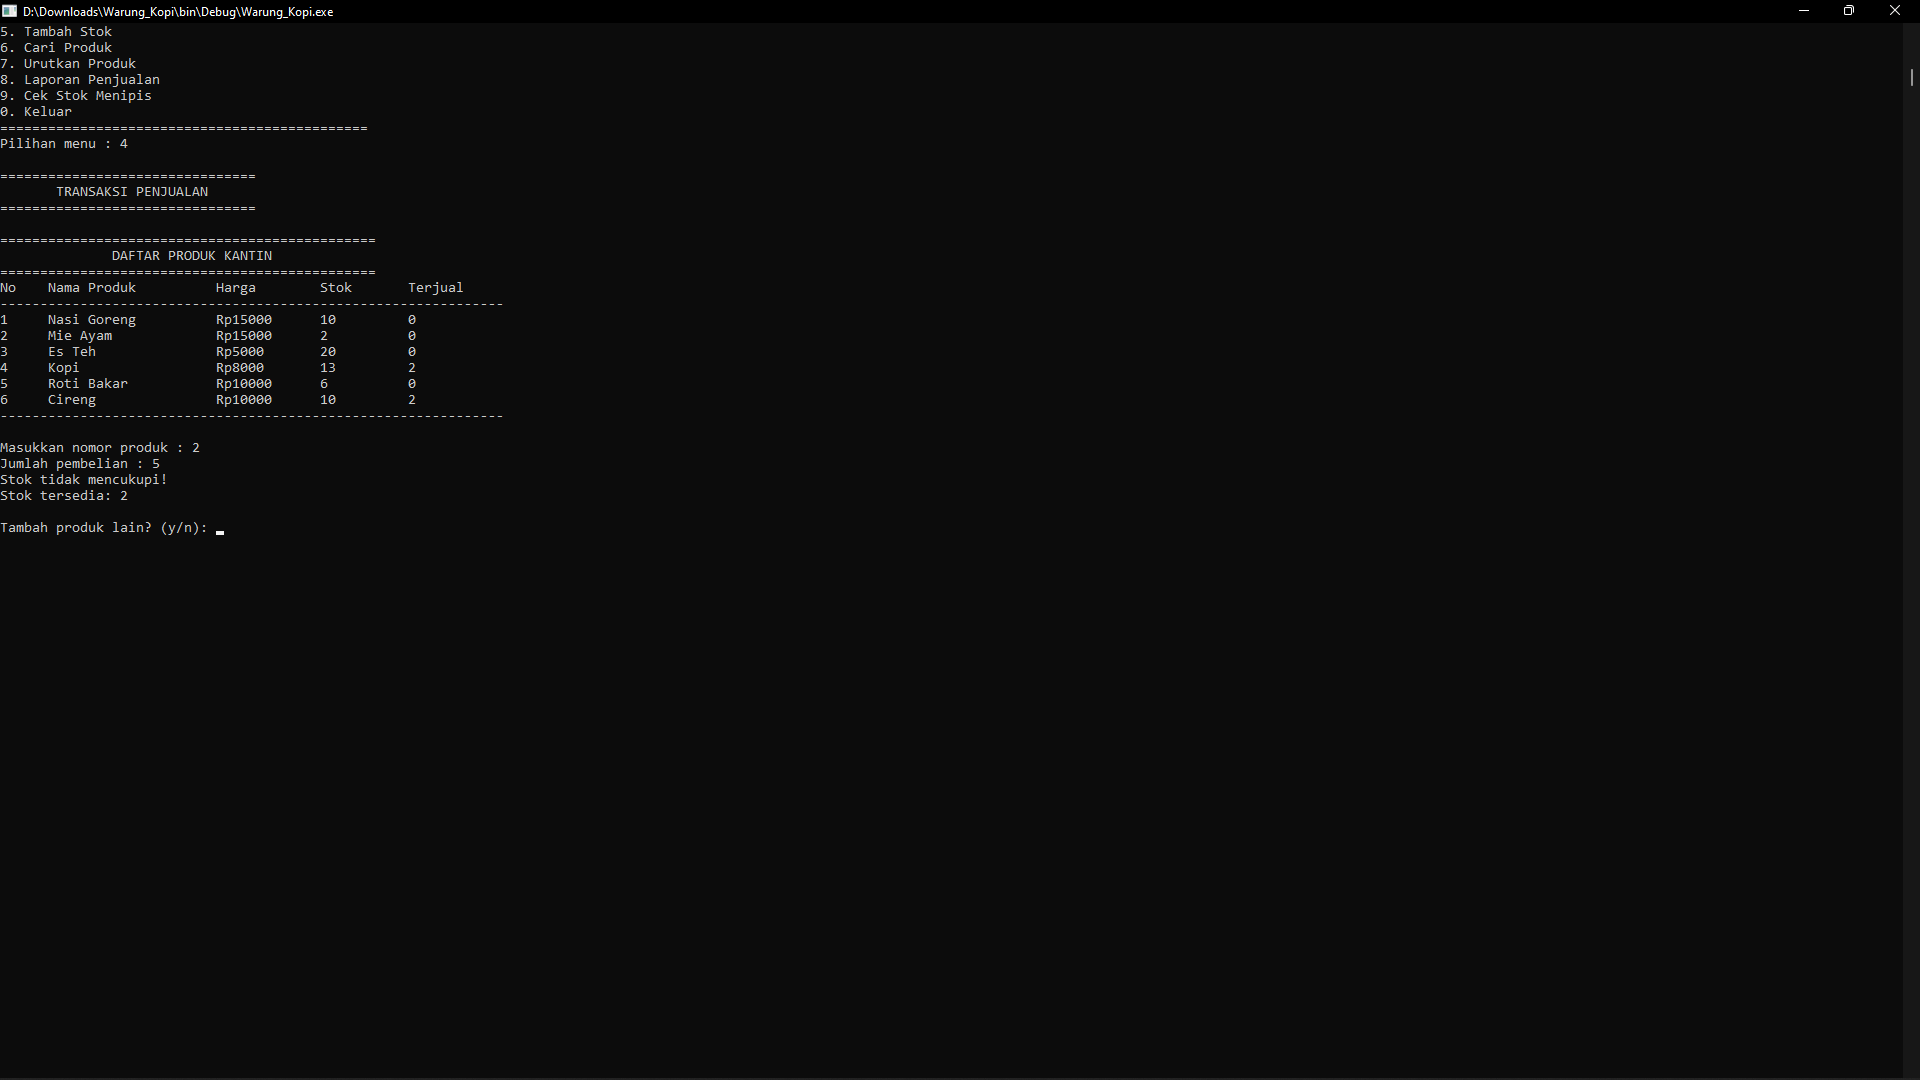 D:\Downloads\Warung_Kopi\bin\Debug\Warung_Kopi.exe
5. Tambah Stok
6. Cari Produk
7. Urutkan Produk
8. Laporan Penjualan
9. Cek Stok Menipis
0. Keluar
==============================================
Pilihan menu : 4
================================
TRANSAKSI PENJUALAN
================================
===============================================
DAFTAR PRODUK KANTIN
===============================================
No Nama Produk Harga Stok Terjual
---------------------------------------------------------------
1 Nasi Goreng Rp15000 10 0
2 Mie Ayam Rp15000 2 0
3 Es Teh Rp5000 20 0
4 Kopi Rp8000 13 2
5 Roti Bakar Rp10000 6 0
6 Cireng Rp10000 10 2
---------------------------------------------------------------
Masukkan nomor produk : 2
Jumlah pembelian : 5
Stok tidak mencukupi!
Stok tersedia: 2
Tambah produk lain? (y/n):